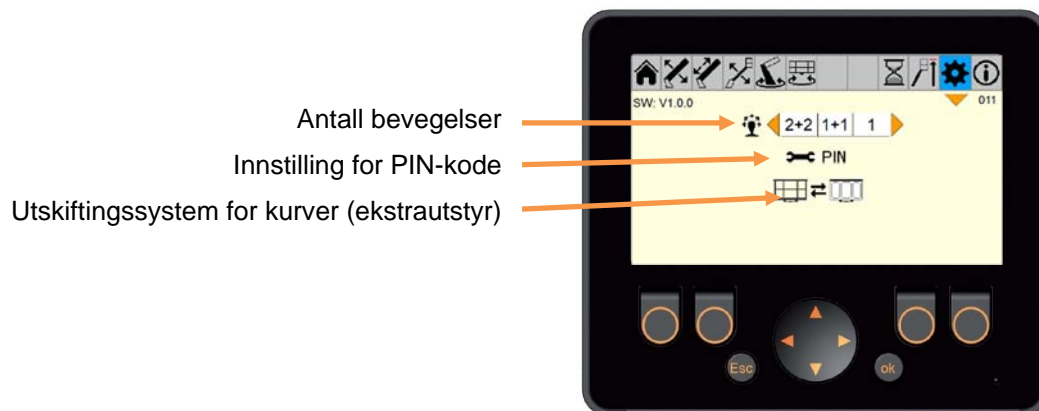 Antall bevegelser
Innstilling for PIN-kode
Utskiftingssystem for kurver (ekstrautstyr)
SW: V1.0.0
011
2+2 1+1 1
PIN
Esc
ok